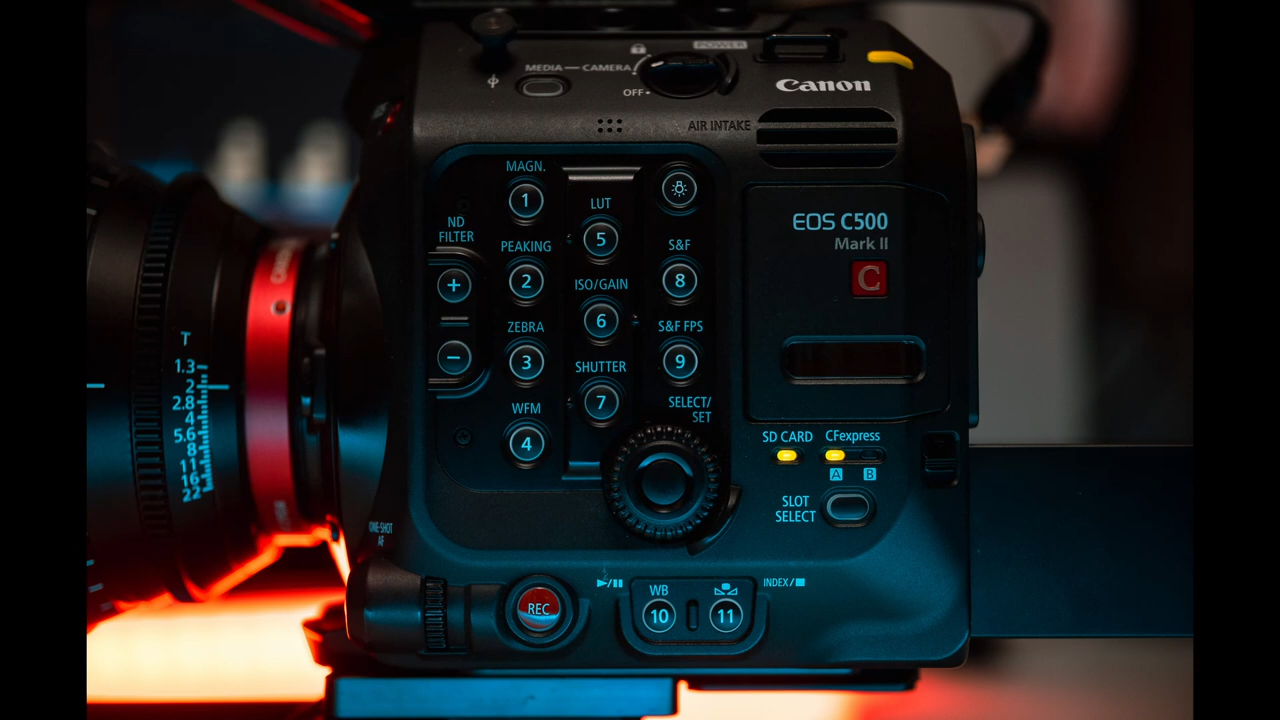 POWER
MEDIA — CAMERA
OFF
Canon
AIR INTAKE
MAGN.
1
ND
FILTER
+
−
PEAKING
2
ZEBRA
3
WFM
4
LUT
5
ISO/GAIN
6
SHUTTER
7
S&F
8
S&F FPS
9
SELECT/
SET
EOS C500
Mark II
C
SD CARD
CFexpress
A
B
SLOT
SELECT
T
1.3
2
2.8
4
5.6
8
11
16
22
ONE-SHOT
AF
REC
WB
10
11
INDEX/